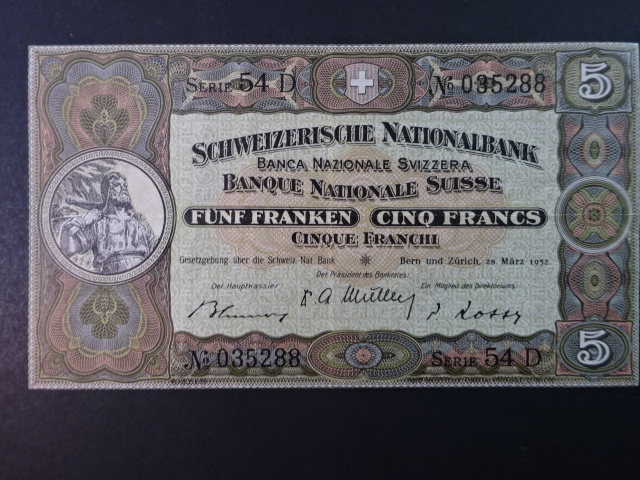 SERIE 54 D No 035288 5
SCHWEIZERISCHE NATIONALBANK
BANCA NAZIONALE SVIZZERA
BANQUE NATIONALE SUISSE
FÜNF FRANKEN CINQ FRANCS
CINQUE FRANCHI
Gesetzgebung über die Schweiz. Nat. Bank Bern und Zürich, 28 März 1952.
Der Präsident des Bankrates:
Der Hauptkassier: Ein Mitglied des Direktoriums:
No 035288 SERIE 54 D 5